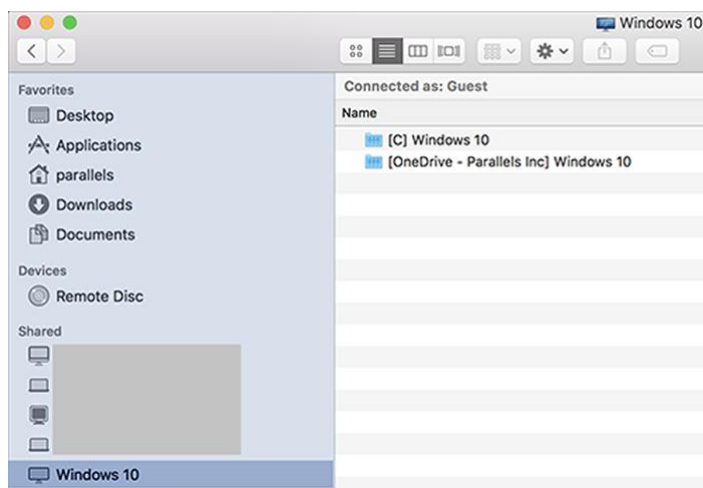 Windows 10
Favorites
Desktop
Applications
parallels
Downloads
Documents
Devices
Remote Disc
Shared
Windows 10
Connected as: Guest
Name
[C] Windows 10
[OneDrive - Parallels Inc] Windows 10